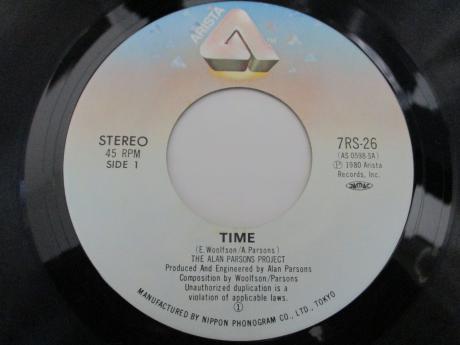 ARISTA
STEREO
45 RPM
SIDE 1
7RS-26
(AS 0598-SA)
Ⓟ 1980 Arista
Records, Inc.
TIME
(E. Woolfson/A. Parsons)
THE ALAN PARSONS PROJECT
Produced And Engineered by Alan Parsons
Composition by Woolfson/Parsons
Unauthorized duplication is a
violation of applicable laws.
①
MANUFACTURED BY NIPPON PHONOGRAM CO., LTD., TOKYO